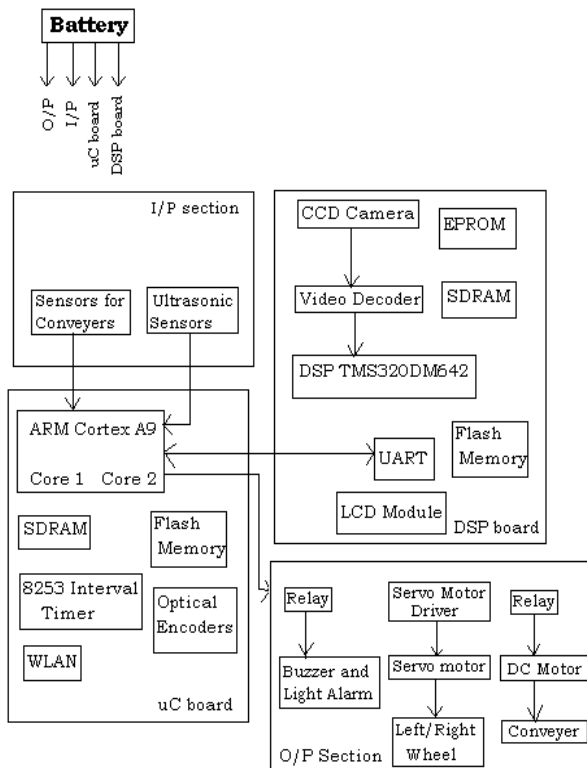 Battery
O/P
I/P
uC board
DSP board
I/P section
Sensors for
Conveyers
Ultrasonic
Sensors
CCD Camera
EPROM
Video Decoder
SDRAM
DSP TMS320DM642
UART
Flash
Memory
LCD Module
DSP board
ARM Cortex A9
Core 1 Core 2
SDRAM
Flash
Memory
8253 Interval
Timer
Optical
Encoders
WLAN
uC board
Relay
Buzzer and
Light Alarm
Servo Motor
Driver
Servo motor
Left/Right
Wheel
Relay
DC Motor
Conveyer
O/P Section